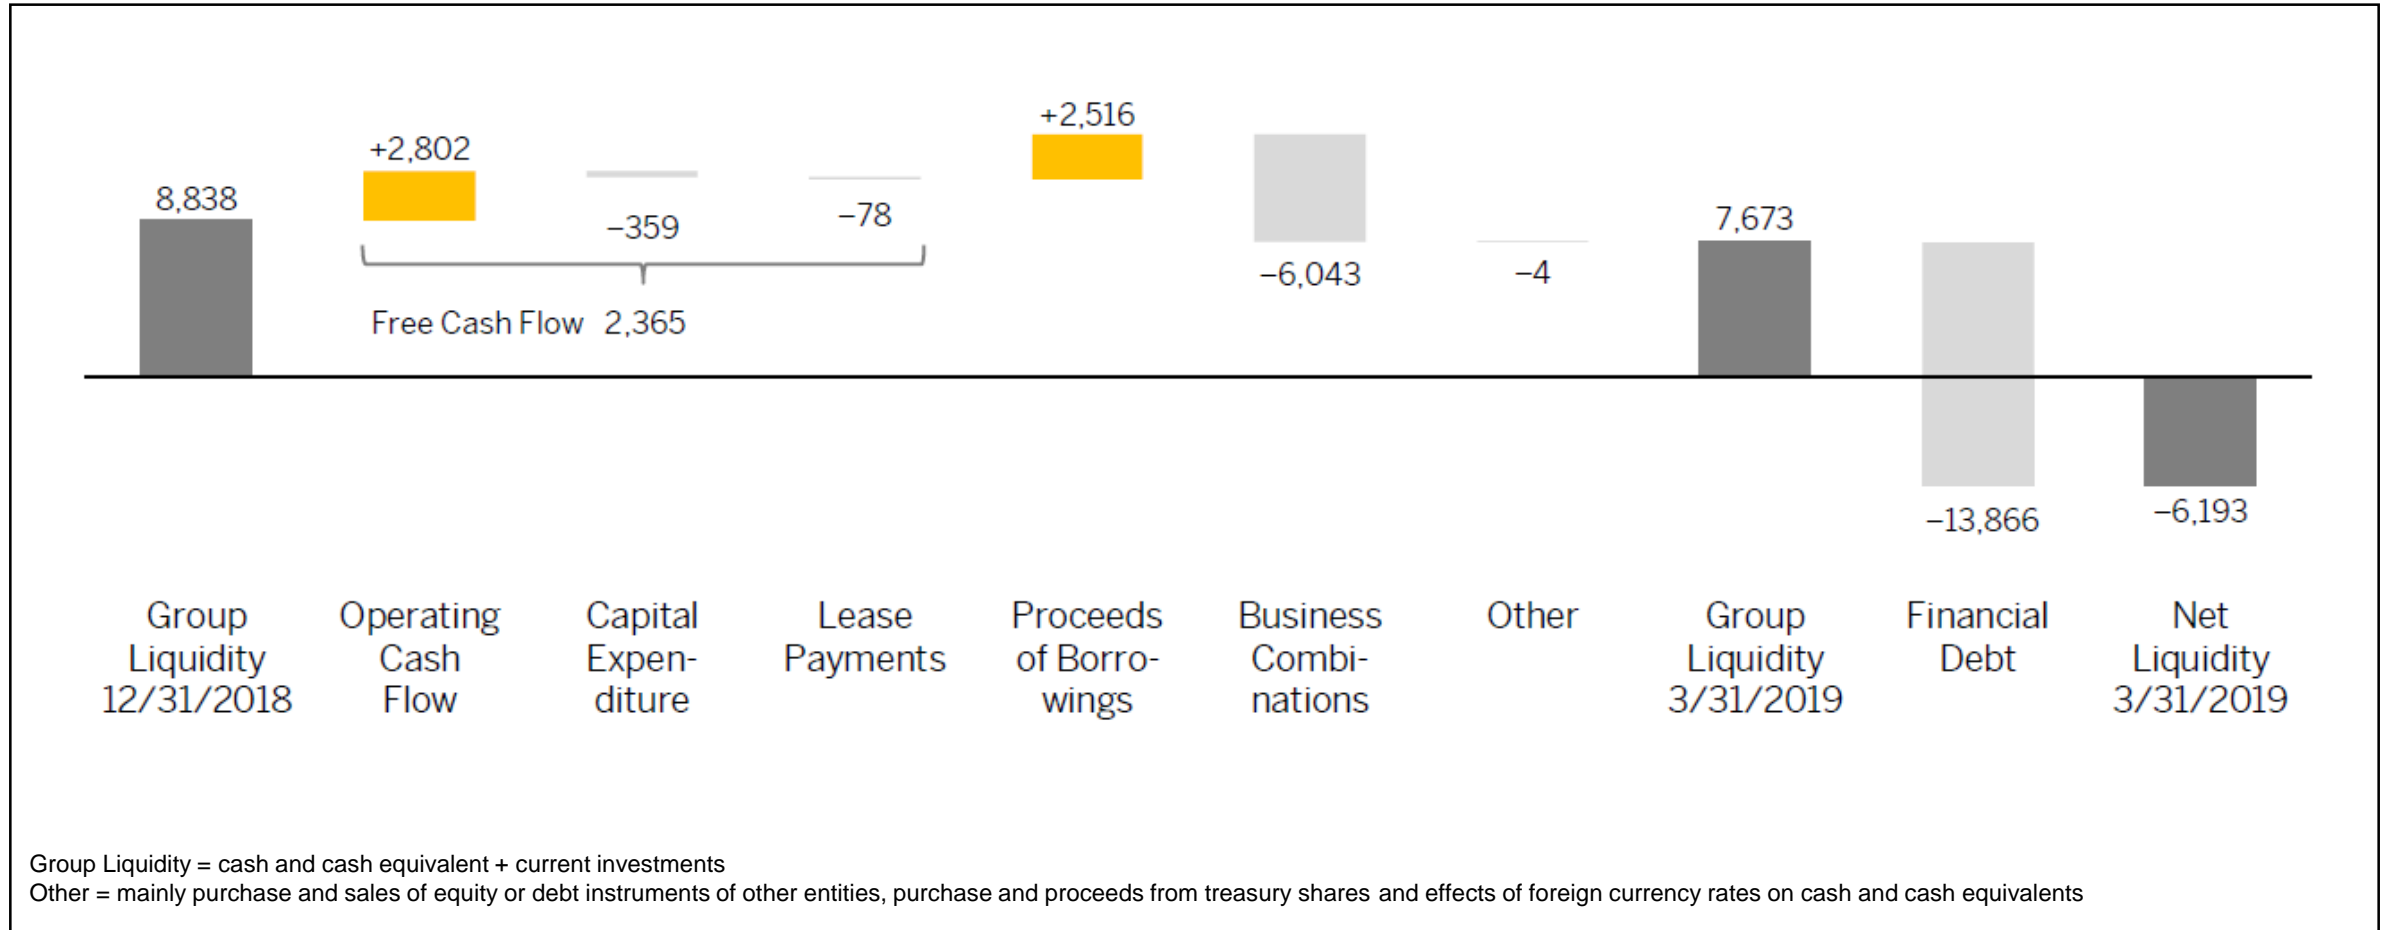 +2,516
+2,802
8,838
−359
−78
7,673
−6,043
−4
Free Cash Flow 2,365
−13,866
−6,193
Group
Liquidity
12/31/2018
Operating
Cash
Flow
Capital
Expen-
diture
Lease
Payments
Proceeds
of Borro-
wings
Business
Combi-
nations
Other
Group
Liquidity
3/31/2019
Financial
Debt
Net
Liquidity
3/31/2019
Group Liquidity = cash and cash equivalent + current investments
Other = mainly purchase and sales of equity or debt instruments of other entities, purchase and proceeds from treasury shares and effects of foreign currency rates on cash and cash equivalents